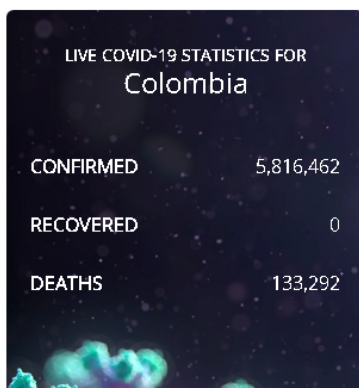 LIVE COVID-19 STATISTICS FOR
Colombia
CONFIRMED 5,816,462
RECOVERED 0
DEATHS 133,292